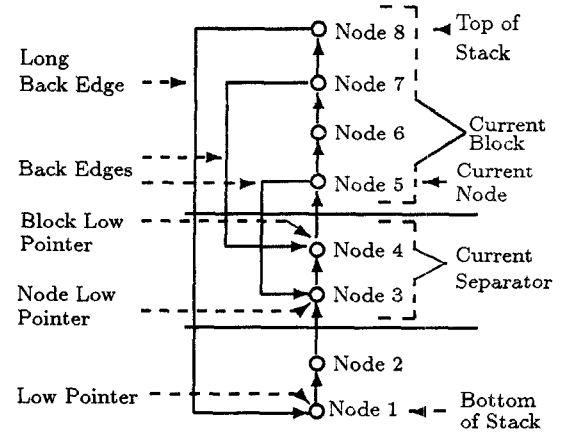 Node 8
Top of
Stack
Long
Back Edge
Node 7
Node 6
Current
Block
Back Edges
Node 5
Current
Node
Block Low
Pointer
Node 4
Current
Separator
Node Low
Pointer
Node 3
Node 2
Low Pointer
Node 1
Bottom
of Stack